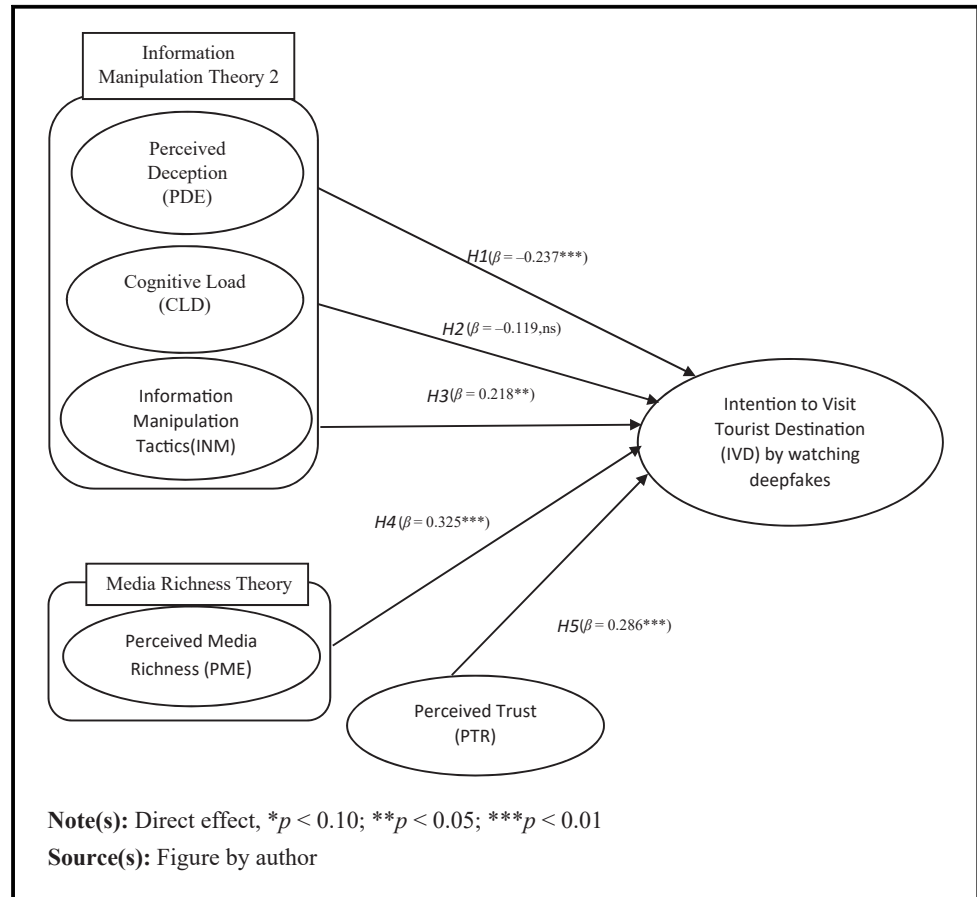 Information
Manipulation Theory 2
Perceived
Deception
(PDE)
Cognitive Load
(CLD)
Information
Manipulation
Tactics(INM)
H1(β = –0.237***)
H2 (β = –0.119,ns)
H3 (β = 0.218**)
H4 (β = 0.325***)
H5 (β = 0.286***)
Intention to Visit
Tourist Destination
(IVD) by watching
deepfakes
Media Richness Theory
Perceived Media
Richness (PME)
Perceived Trust
(PTR)
Note(s): Direct effect, *p < 0.10; **p < 0.05; ***p < 0.01
Source(s): Figure by author